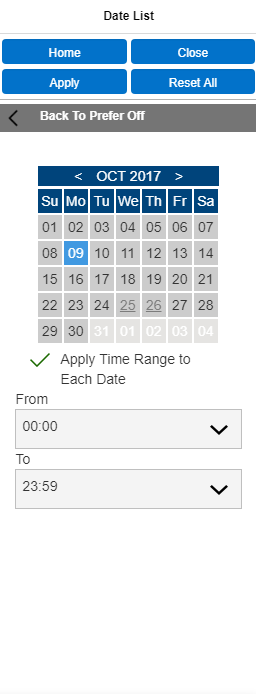 Date List
Home Close
Apply Reset All
Back To Prefer Off
< OCT 2017 >
Su Mo Tu We Th Fr Sa
01 02 03 04 05 06 07
08 09 10 11 12 13 14
15 16 17 18 19 20 21
22 23 24 25 26 27 28
29 30 31 01 02 03 04
Apply Time Range to
Each Date
From
00:00
To
23:59